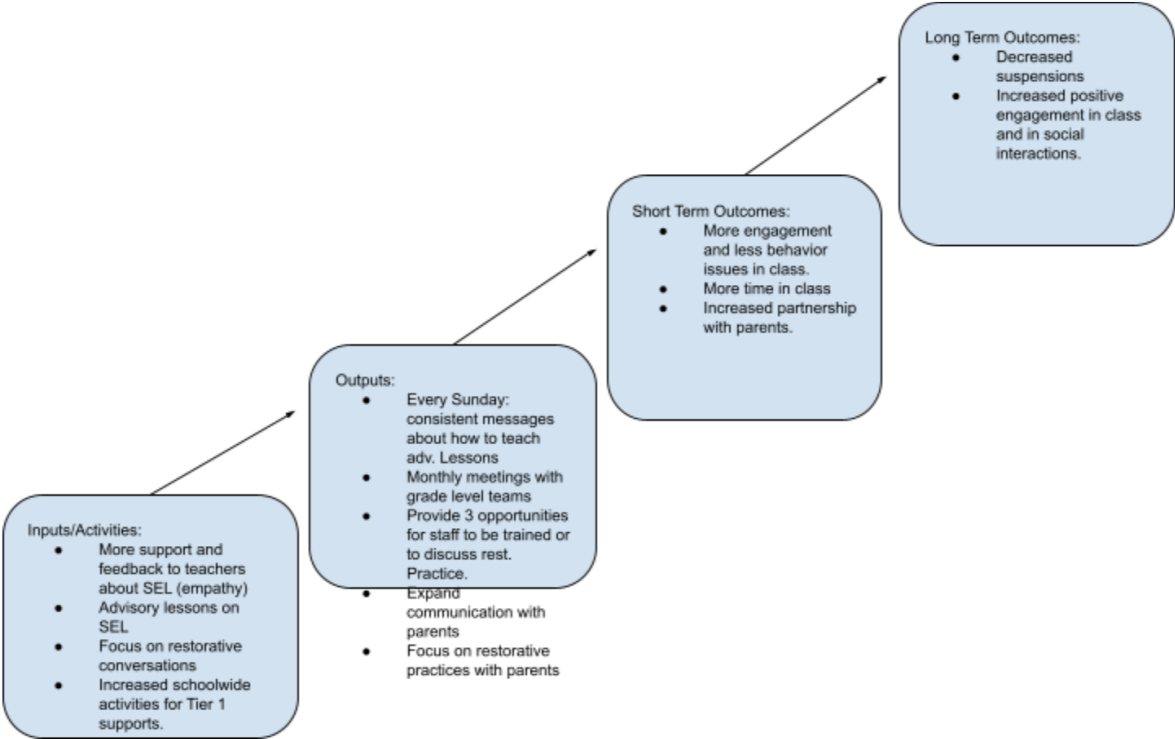 Long Term Outcomes:
● Decreased
suspensions
● Increased positive
engagement in class
and in social
interactions.
Short Term Outcomes:
● More engagement
and less behavior
issues in class.
● More time in class
● Increased partnership
with parents.
Outputs:
● Every Sunday:
consistent messages
about how to teach
adv. Lessons
● Monthly meetings with
grade level teams
● Provide 3 opportunities
for staff to be trained or
to discuss rest.
Practice.
● Expand
communication with
parents
● Focus on restorative
practices with parents
Inputs/Activities:
● More support and
feedback to teachers
about SEL (empathy)
● Advisory lessons on
SEL
● Focus on restorative
conversations
● Increased schoolwide
activities for Tier 1
supports.